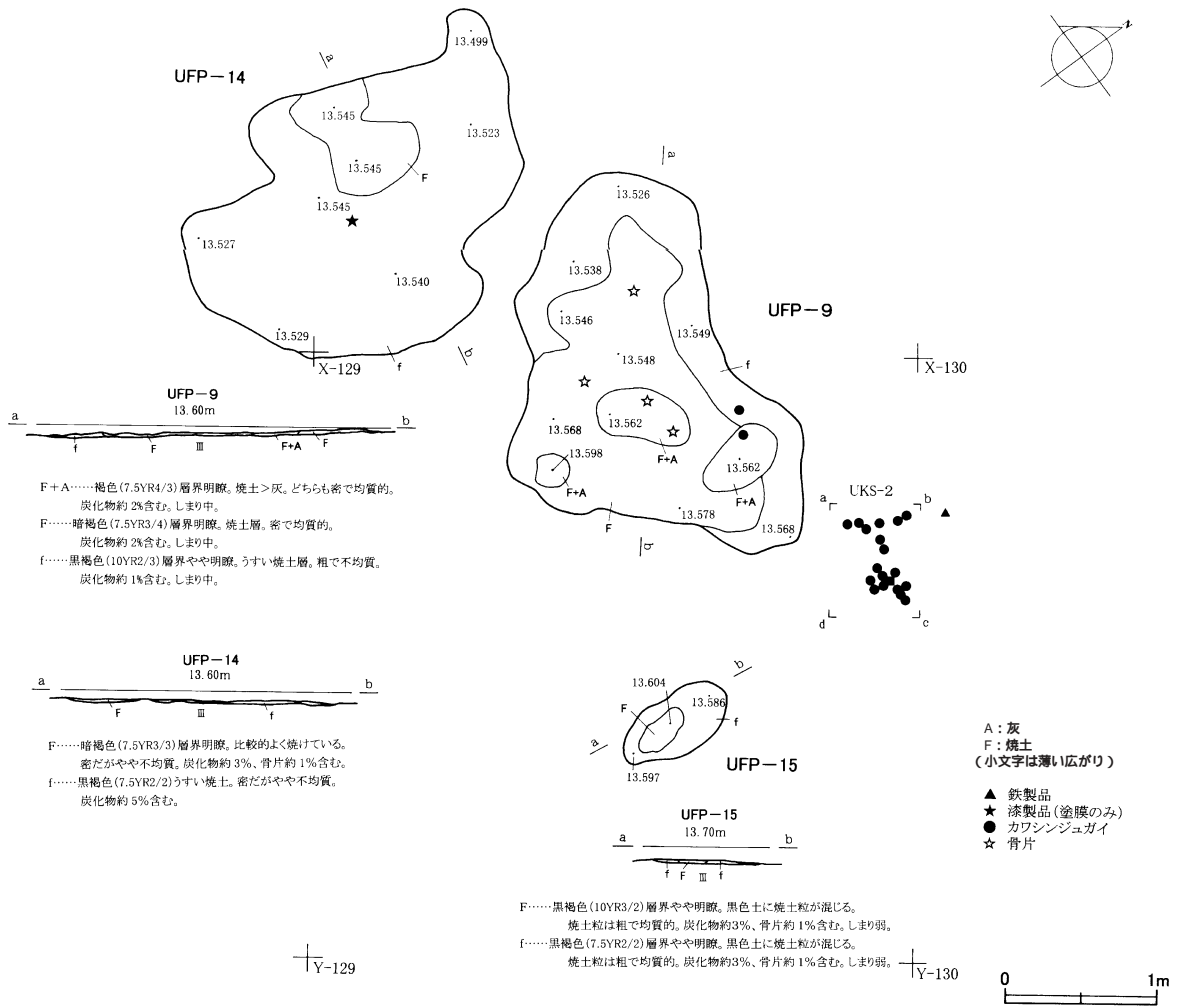 UFP-14
a
13.499
13.545
13.523
13.545
F
13.545
13.527
13.540
13.529
X-129
f
b
N
a
13.526
13.538
13.546
13.549
UFP-9
13.548
f
X-130
13.562
13.568
F+A
13.598
F+A
13.562
F+A
13.578
F
13.568
b
UKS-2
a
b
d
c
UFP-9
13.60m
a
b
f
F
Ⅲ
F+A
F
F+A……褐色(7.5YR4/3)層界明瞭。焼土>灰。どちらも密で均質的。
炭化物約2%含む。しまり中。
F……暗褐色(7.5YR3/4)層界明瞭。焼土層。密で均質的。
炭化物約2%含む。しまり中。
f……黒褐色(10YR2/3)層界やや明瞭。うすい焼土層。粗で不均質。
炭化物約1%含む。しまり中。
UFP-14
13.60m
a
b
F
Ⅲ
f
F……暗褐色(7.5YR3/3)層界明瞭。比較的よく焼けている。
密だがやや不均質。炭化物約3%、骨片約1%含む。
f……黒褐色(7.5YR2/2)うすい焼土。密だがやや不均質。
炭化物約5%含む。
b
13.604
13.586
F
f
a
13.597
UFP-15
UFP-15
13.70m
a
b
f
F
Ⅲ
f
F……黒褐色(10YR3/2)層界やや明瞭。黒色土に焼土粒が混じる。
焼土粒は粗で均質的。炭化物約3%、骨片約1%含む。しまり弱。
f……黒褐色(7.5YR2/2)層界やや明瞭。黒色土に焼土粒が混じる。
焼土粒は粗で均質的。炭化物約3%、骨片約1%含む。しまり弱。
A:灰
F:焼土
(小文字は薄い広がり)
▲ 鉄製品
★ 漆製品(塗膜のみ)
● カワシンジュガイ
☆ 骨片
Y-129
Y-130
0
1m